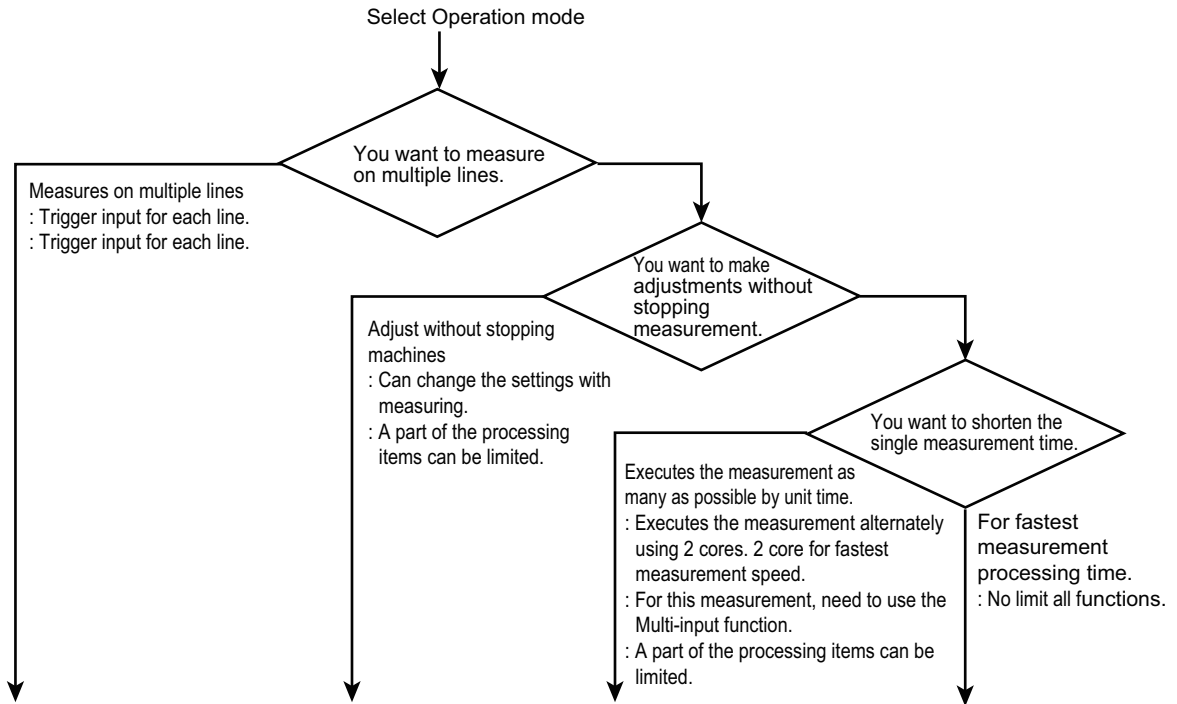 Select Operation mode
You want to measure
on multiple lines.
Measures on multiple lines
: Trigger input for each line.
: Trigger input for each line.
You want to make
adjustments without
stopping
measurement.
Adjust without stopping
machines
: Can change the settings with
measuring.
: A part of the processing
items can be limited.
You want to shorten the
single measurement time.
Executes the measurement as
many as possible by unit time.
: Executes the measurement alternately
using 2 cores. 2 core for fastest
measurement speed.
: For this measurement, need to use the
Multi-input function.
: A part of the processing items can be
limited.
For fastest
measurement
processing time.
: No limit all functions.